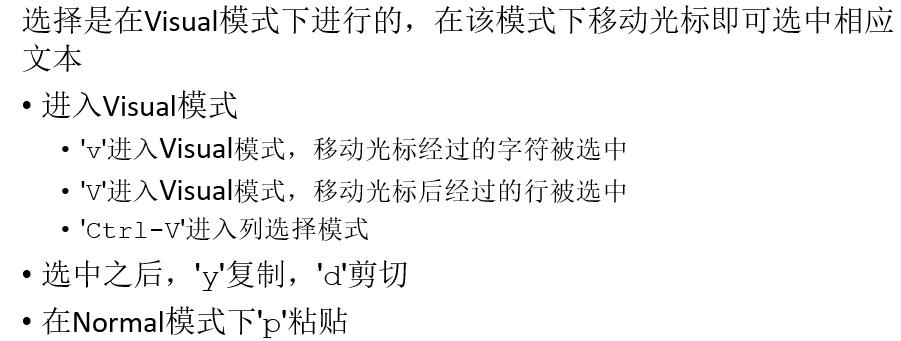 选择是在Visual模式下进行的，在该模式下移动光标即可选中相应
文本
• 进入Visual模式
• 'v'进入Visual模式，移动光标经过的字符被选中
• 'V'进入Visual模式，移动光标后经过的行被选中
• 'Ctrl-V'进入列选择模式
• 选中之后，'y'复制，'d'剪切
• 在Normal模式下'p'粘贴